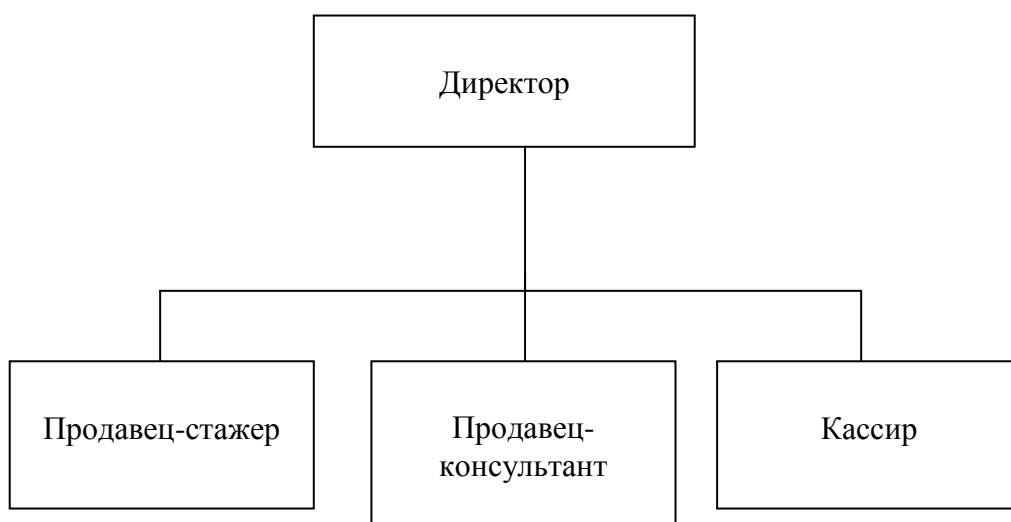 Директор
Продавец-стажер
Продавец-
консультант
Кассир